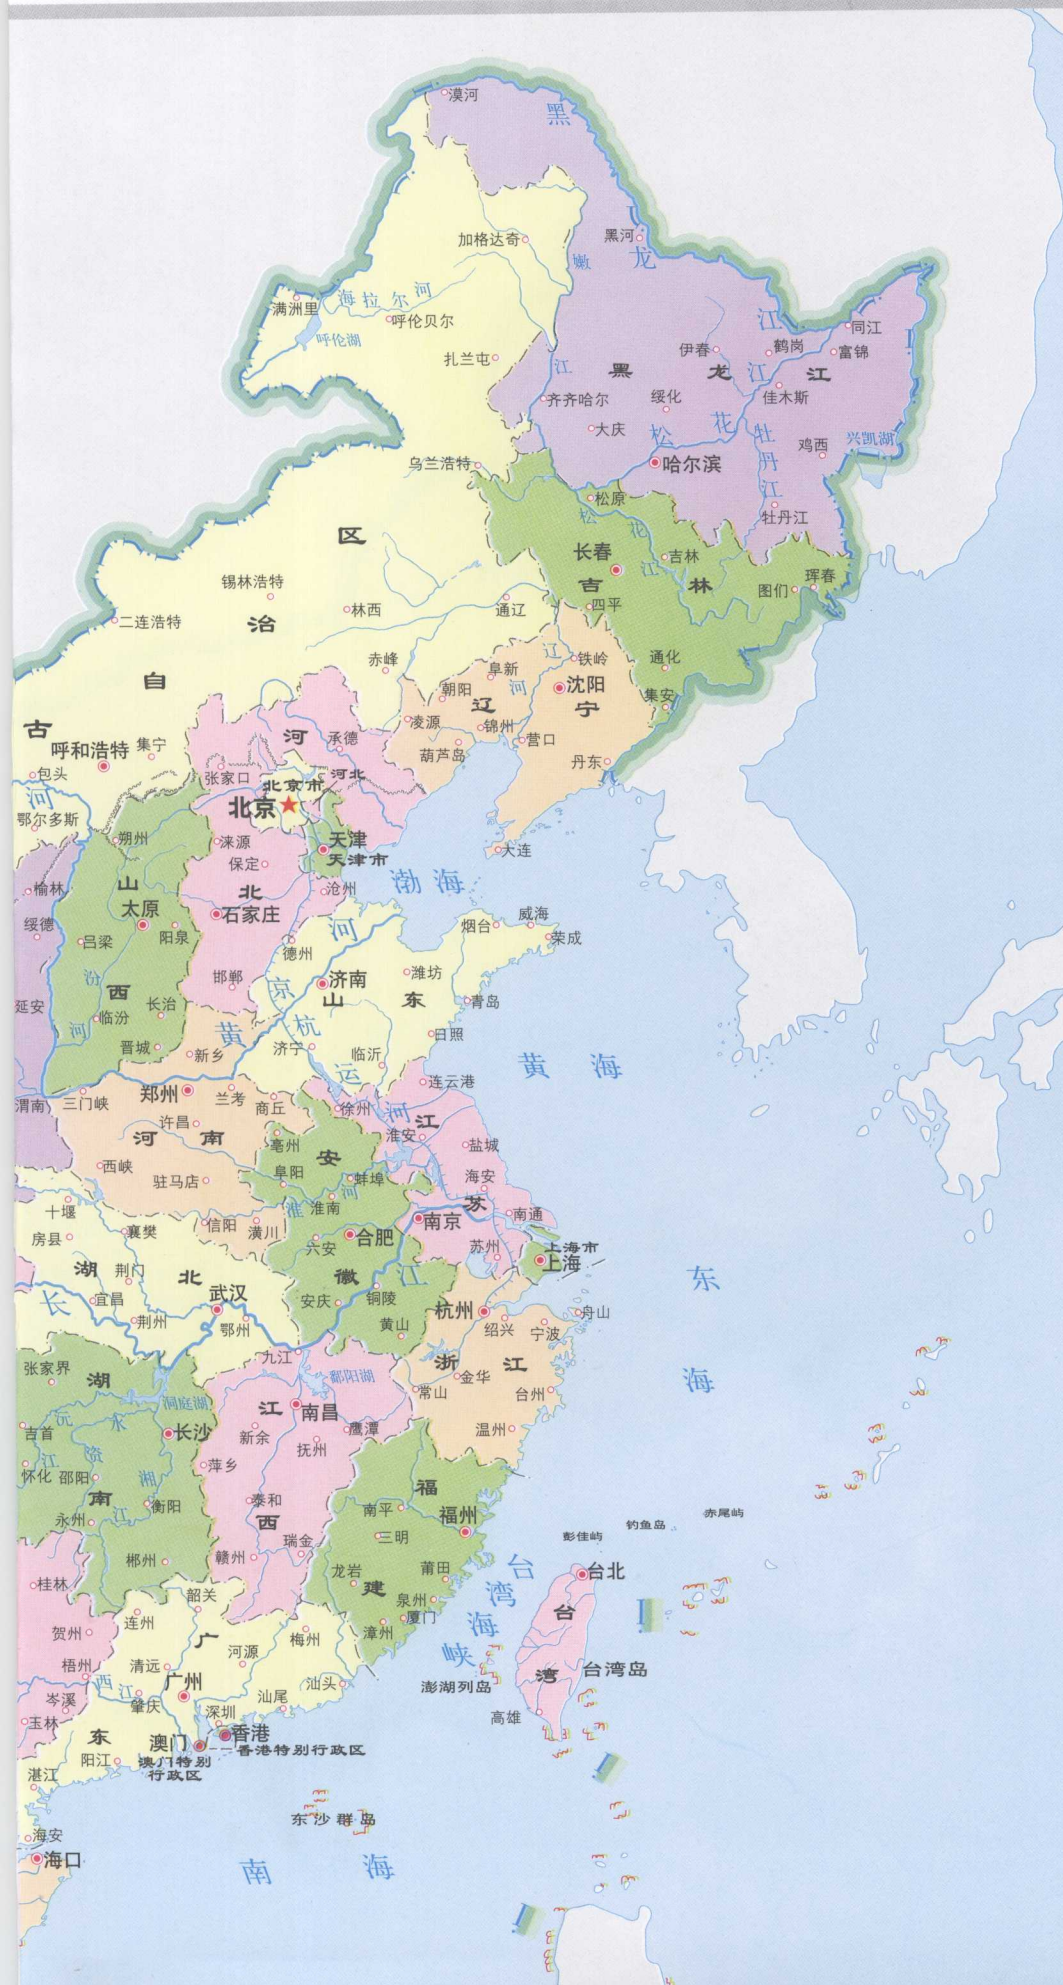 漠河
黑
加格达奇
黑河
嫩
龙
满洲里
海拉尔河
呼伦贝尔
呼伦湖
江
同江
鹤岗
富锦
伊春
扎兰屯
江
黑龙江
江
佳木斯
齐齐哈尔
绥化
大庆
松
花
牡
丹
江
鸡西
兴凯湖
哈尔滨
乌兰浩特
松原
牡丹江
松
花
江
区
长春
吉林
吉林
锡林浩特
珲春
图们
林西
通辽
四平
二连浩特
治
赤峰
阜新
辽
河
铁岭
通化
自
朝阳
沈阳
集安
辽宁
凌源
锦州
营口
古
河
承德
葫芦岛
丹东
呼和浩特
集宁
包头
张家口
河北
北京市
北京
河
鄂尔多斯
朔州
涞源
天津
天津市
大连
保定
榆林
山
北
沧州
渤海
太原
石家庄
绥德
吕梁
阳泉
河
烟台
威海
荣成
德州
汾
邯郸
济南
潍坊
京
西
山东
青岛
延安
长治
临汾
河
黄
杭
日照
晋城
新乡
济宁
临沂
黄海
运
连云港
渭南
三门峡
郑州
兰考
商丘
徐州
河
江
许昌
淮安
河南
亳州
安
盐城
西峡
阜阳
蚌埠
海安
驻马店
淮
河
淮南
苏
十堰
信阳
潢川
南京
南通
房县
襄樊
合肥
苏州
上海市
六安
上海
湖北
荆门
徽
江
东
长
宜昌
武汉
安庆
铜陵
杭州
舟山
荆州
鄂州
黄山
绍兴
宁波
九江
张家界
湖
鄱阳湖
浙江
金华
海
洞庭湖
常山
台州
沅
水
江
南昌
吉首
长沙
新余
鹰潭
温州
江
资
抚州
怀化
邵阳
湘
萍乡
南
衡阳
泰和
福
江
永州
西
南平
福州
赤尾屿
钓鱼岛
三明
彭佳屿
瑞金
郴州
赣州
台
龙岩
莆田
台北
桂林
韶关
建
湾
泉州
台
连州
厦门
海
广
贺州
梅州
漳州
峡
河源
梧州
清远
湾
台湾岛
西江
广州
汕头
澎湖列岛
岑溪
肇庆
深圳
汕尾
高雄
玉林
东
澳门
香港
香港特别行政区
阳江
澳门特别
行政区
湛江
东沙群岛
海安
海口
南海